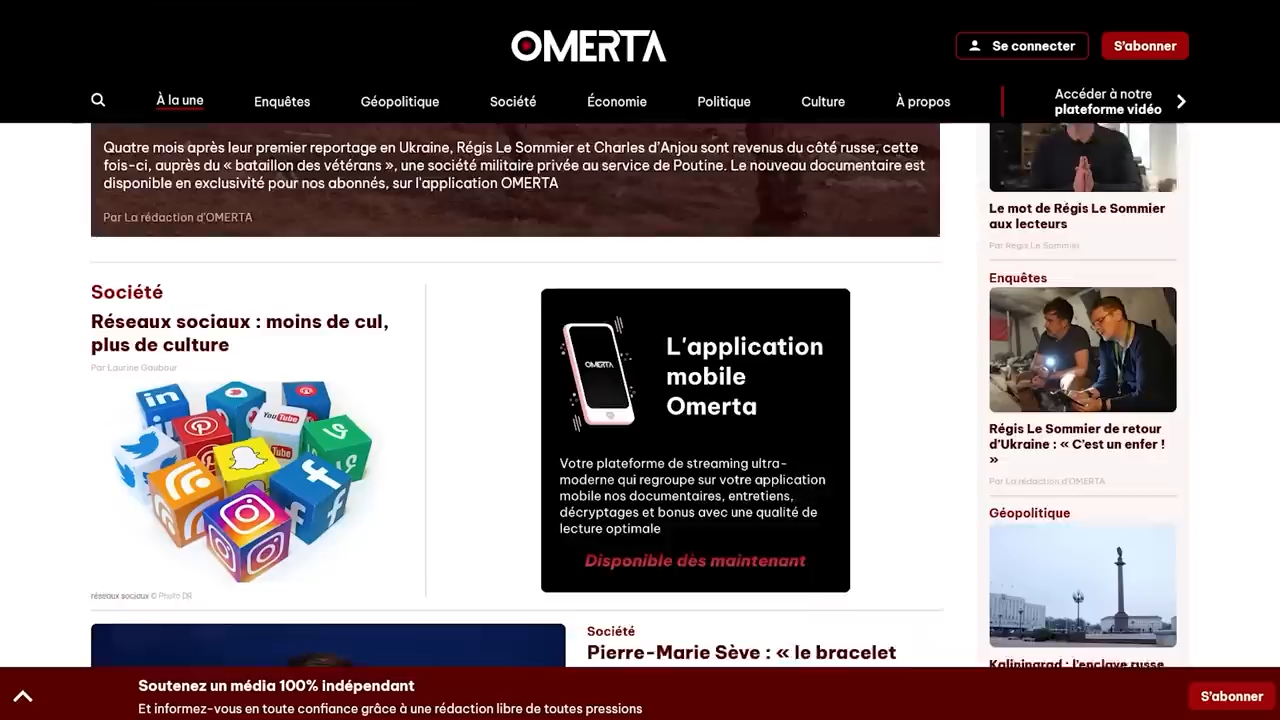 OMERTA
Se connecter
S'abonner
À la une
Enquêtes
Géopolitique
Société
Économie
Politique
Culture
À propos
Accéder à notre
plateforme vidéo
Quatre mois après leur premier reportage en Ukraine, Régis Le Sommier et Charles d'Anjou sont revenus du côté russe, cette
fois-ci, auprès du « bataillon des vétérans », une société militaire privée au service de Poutine. Le nouveau documentaire est
disponible en exclusivité pour nos abonnés, sur l'application OMERTA
Par La rédaction d'OMERTA
Société
Réseaux sociaux : moins de cul,
plus de culture
Par Laurine Gaubour
You Tube
Tube
réseaux sociaux © Photo DR
OMERTA
L'application
mobile
Omerta
Votre plateforme de streaming ultra-
moderne qui regroupe sur votre application
mobile nos documentaires, entretiens,
décryptages et bonus avec une qualité de
lecture optimale
Disponible dès maintenant
Société
Pierre-Marie Sève : « le bracelet
Le mot de Régis Le Sommier
aux lecteurs
Par Régis Le Sommier
Enquêtes
Régis Le Sommier de retour
d'Ukraine : « C'est un enfer !
»
Par La rédaction d'OMERTA
Géopolitique
Kaliningrad : l'enclave russe
Soutenez un média 100% indépendant
Et informez-vous en toute confiance grâce à une rédaction libre de toutes pressions
S'abonner